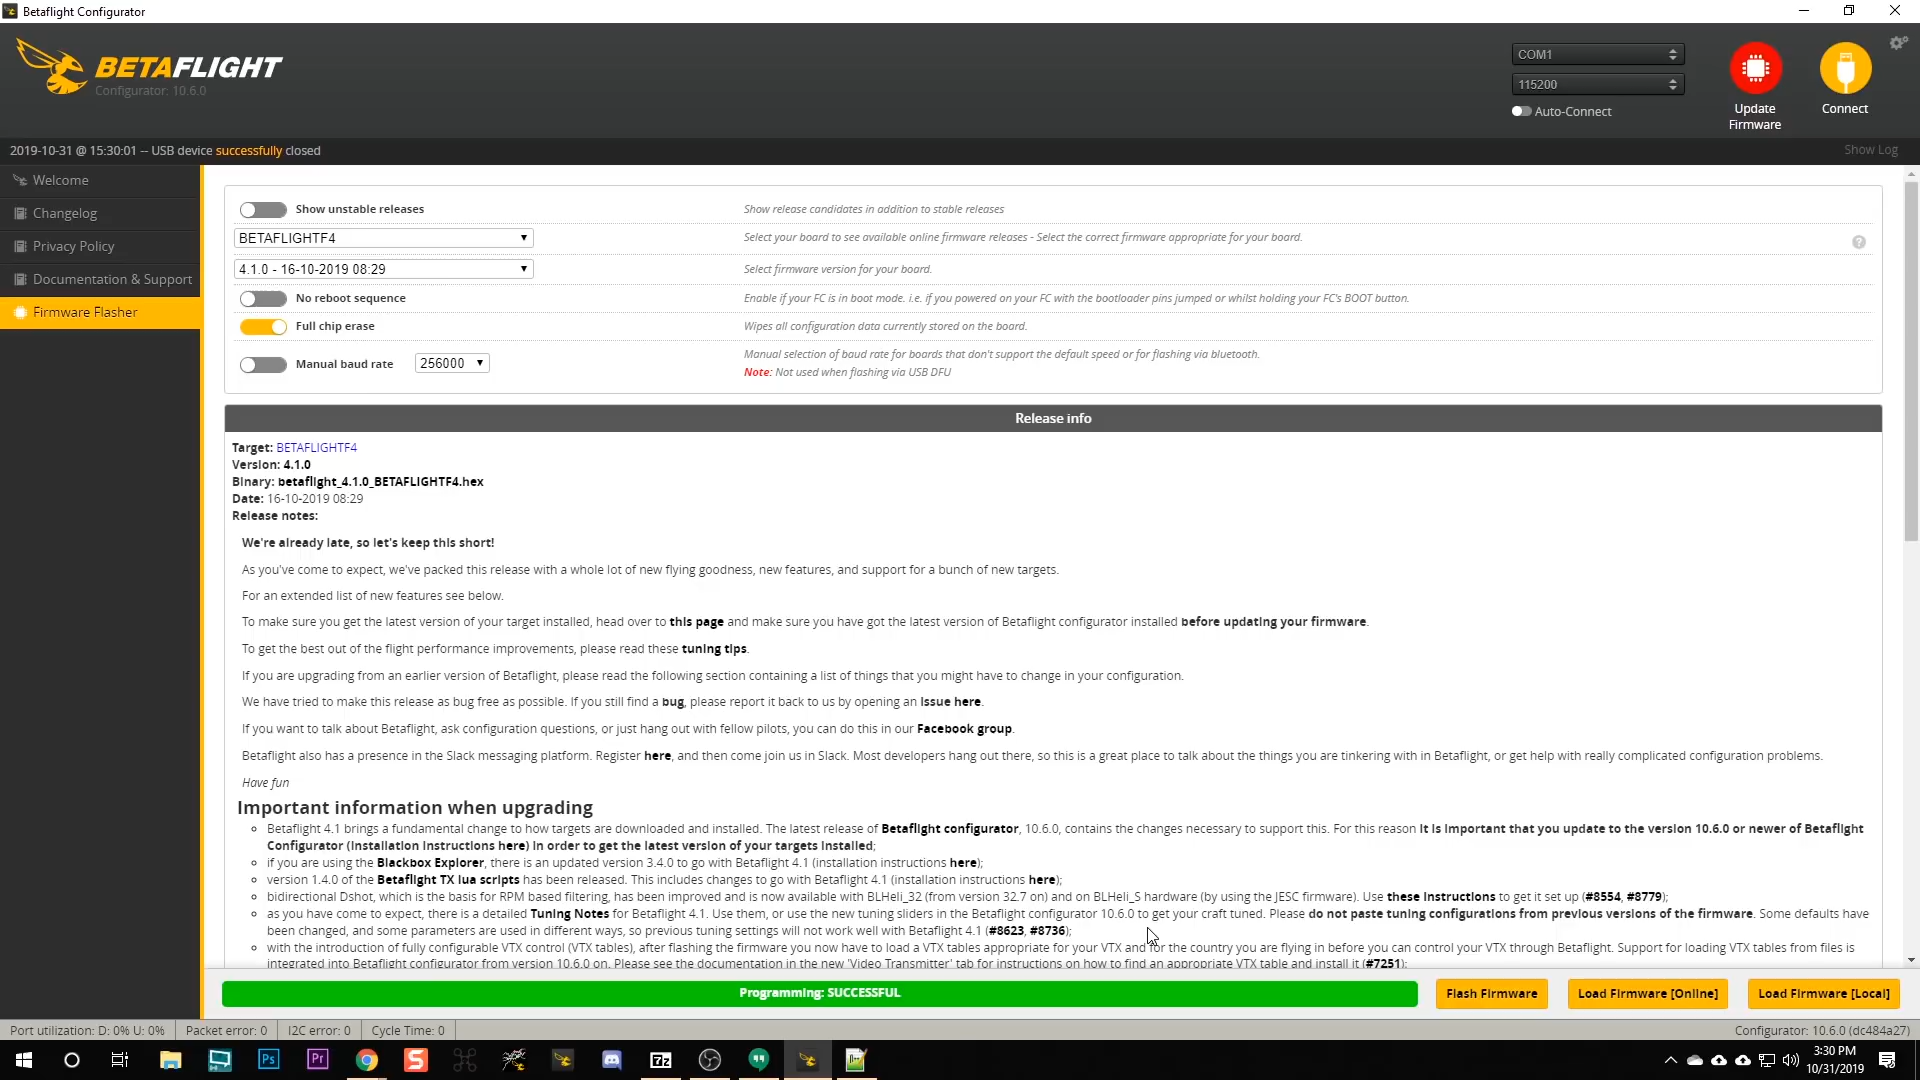 Betaflight Configurator
BETAFLIGHT
Configurator: 10.6.0
COM1
115200
Auto-Connect
Update
Firmware
Connect
2019-10-31 @ 15:30:01 -- USB device successfully closed
Show Log
Welcome
Changelog
Privacy Policy
Documentation & Support
Firmware Flasher
Show unstable releases
Show release candidates in addition to stable releases
BETAFLIGHTF4
Select your board to see available online firmware releases - Select the correct firmware appropriate for your board.
?
4.1.0 - 16-10-2019 08:29
Select firmware version for your board.
No reboot sequence
Enable if your FC is in boot mode. i.e. if you powered on your FC with the bootloader pins jumped or whilst holding your FC's BOOT button.
Full chip erase
Wipes all configuration data currently stored on the board.
Manual baud rate
256000
Manual selection of baud rate for boards that don't support the default speed or for flashing via bluetooth.
Note: Not used when flashing via USB DFU
Release info
Target: BETAFLIGHTF4
Version: 4.1.0
Binary: betaflight_4.1.0_BETAFLIGHTF4.hex
Date: 16-10-2019 08:29
Release notes:
We're already late, so let's keep this short!
As you've come to expect, we've packed this release with a whole lot of new flying goodness, new features, and support for a bunch of new targets.
For an extended list of new features see below.
To make sure you get the latest version of your target installed, head over to this page and make sure you have got the latest version of Betaflight configurator installed before updating your firmware.
To get the best out of the flight performance improvements, please read these tuning tips.
If you are upgrading from an earlier version of Betaflight, please read the following section containing a list of things that you might have to change in your configuration.
We have tried to make this release as bug free as possible. If you still find a bug, please report it back to us by opening an issue here.
If you want to talk about Betaflight, ask configuration questions, or just hang out with fellow pilots, you can do this in our Facebook group.
Betaflight also has a presence in the Slack messaging platform. Register here, and then come join us in Slack. Most developers hang out there, so this is a great place to talk about the things you are tinkering with in Betaflight, or get help with really complicated configuration problems.
Have fun
Important information when upgrading
Betaflight 4.1 brings a fundamental change to how targets are downloaded and installed. The latest release of Betaflight configurator, 10.6.0, contains the changes necessary to support this. For this reason it is important that you update to the version 10.6.0 or newer of Betaflight
Configurator (installation instructions here) in order to get the latest version of your targets installed;
if you are using the Blackbox Explorer, there is an updated version 3.4.0 to go with Betaflight 4.1 (installation instructions here);
version 1.4.0 of the Betaflight TX lua scripts has been released. This includes changes to go with Betaflight 4.1 (installation instructions here);
bidirectional Dshot, which is the basis for RPM based filtering, has been improved and is now available with BLHeli_32 (from version 32.7 on) and on BLHeli_S hardware (by using the JESC firmware). Use these instructions to get it set up (#8554, #8779);
as you have come to expect, there is a detailed Tuning Notes for Betaflight 4.1. Use them, or use the new tuning sliders in the Betaflight configurator 10.6.0 to get your craft tuned. Please do not paste tuning configurations from previous versions of the firmware. Some defaults have
been changed, and some parameters are used in different ways, so previous tuning settings will not work well with Betaflight 4.1 (#8623, #8736);
with the introduction of fully configurable VTX control (VTX tables), after flashing the firmware you now have to load a VTX tables appropriate for your VTX and for the country you are flying in before you can control your VTX through Betaflight. Support for loading VTX tables from files is
integrated into Betaflight configurator from version 10.6.0 on. Please see the documentation in the new 'Video Transmitter' tab for instructions on how to find an appropriate VTX table and install it (#7251);
Programming: SUCCESSFUL
Flash Firmware
Load Firmware [Online]
Load Firmware [Local]
Port utilization: D: 0% U: 0%
Packet error: 0
I2C error: 0
Cycle Time: 0
Configurator: 10.6.0 (dc484a27)
Ps
Pr
S
7z
3:30 PM
10/31/2019